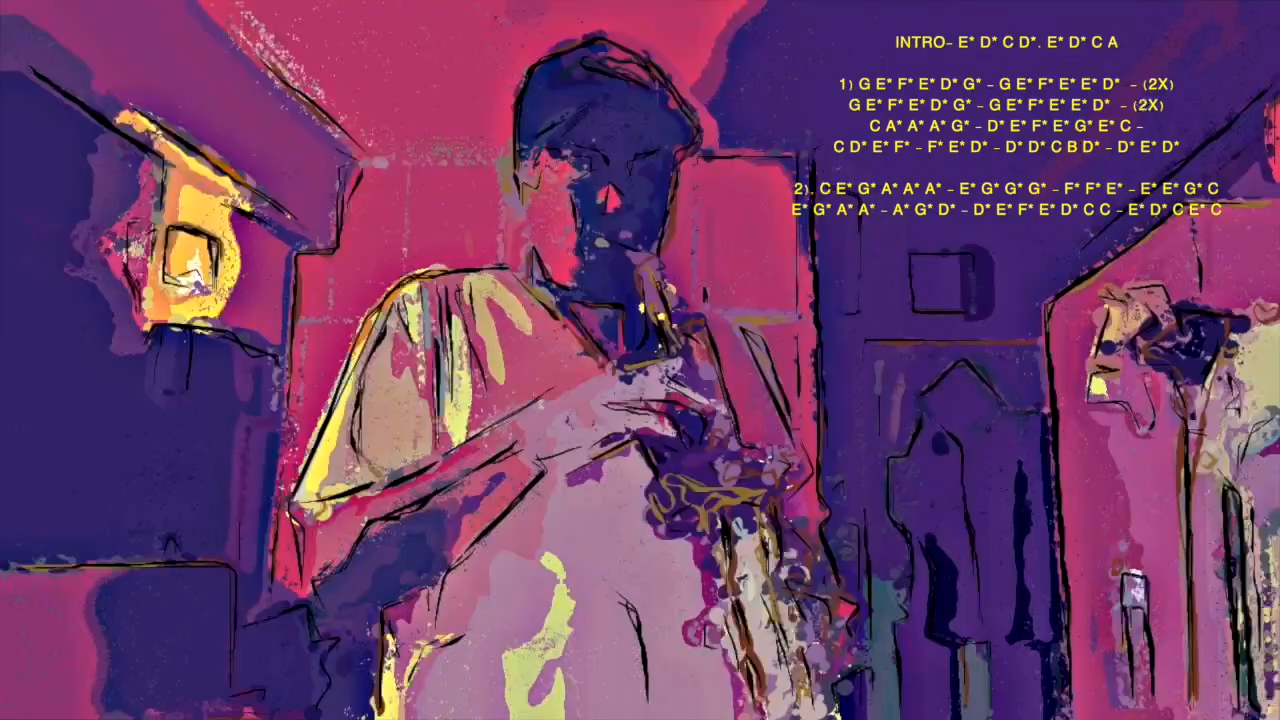 INTRO- E* D* C D*. E* D* C A
1) G E* F* E* D* G* - G E* F* E* E* D* - (2X)
G E* F* E* D* G* - G E* F* E* E* D* - (2X)
C A* A* A* G* - D* E* F* E* G* E* C -
C D* E* F* - F* E* D* - D* D* C B D* - D* E* D*
2). C E* G* A* A* A* - E* G* G* G* - F* F* E* - E* E* G* C
E* G* A* A* - A* G* D* - D* E* F* E* D* C C - E* D* C E* C